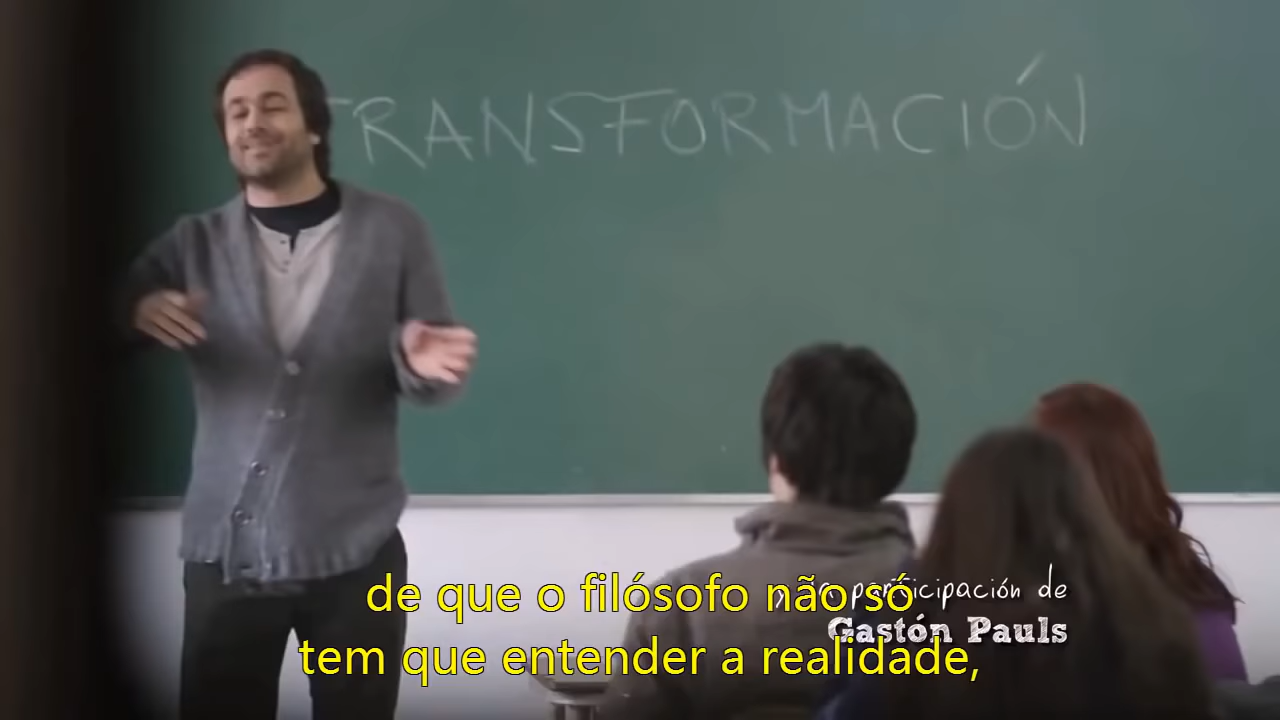 TRANSFORMACIÓN
de que o filósofo não só
participación de
Gastón Pauls
tem que entender a realidade,